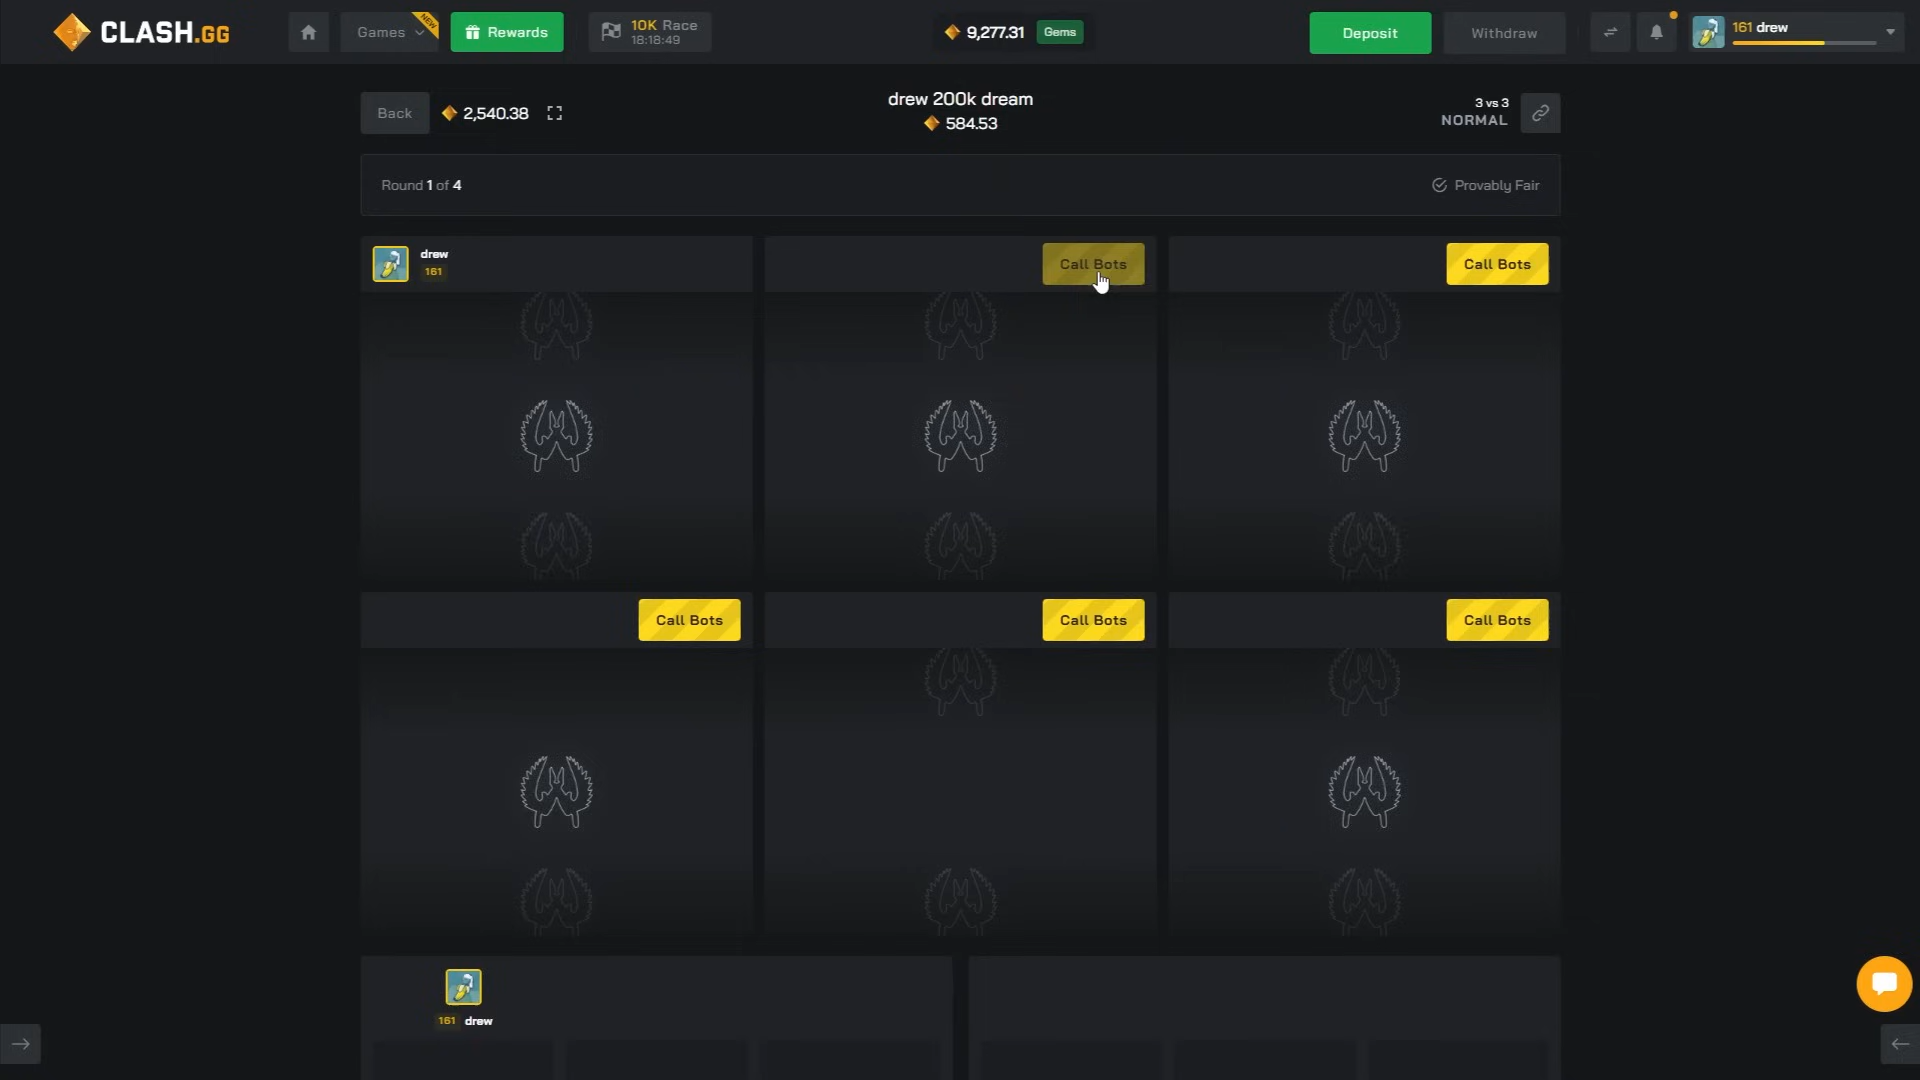 CLASH.GG
Games
NEW
Rewards
10K Race
18:18:49
9,277.31
Gems
Deposit
Withdraw
161 drew
Back
2,540.38
drew 200k dream
584.53
3 vs 3
NORMAL
Round 1 of 4
Provably Fair
drew
161
Call Bots
Call Bots
Call Bots
Call Bots
Call Bots
161 drew